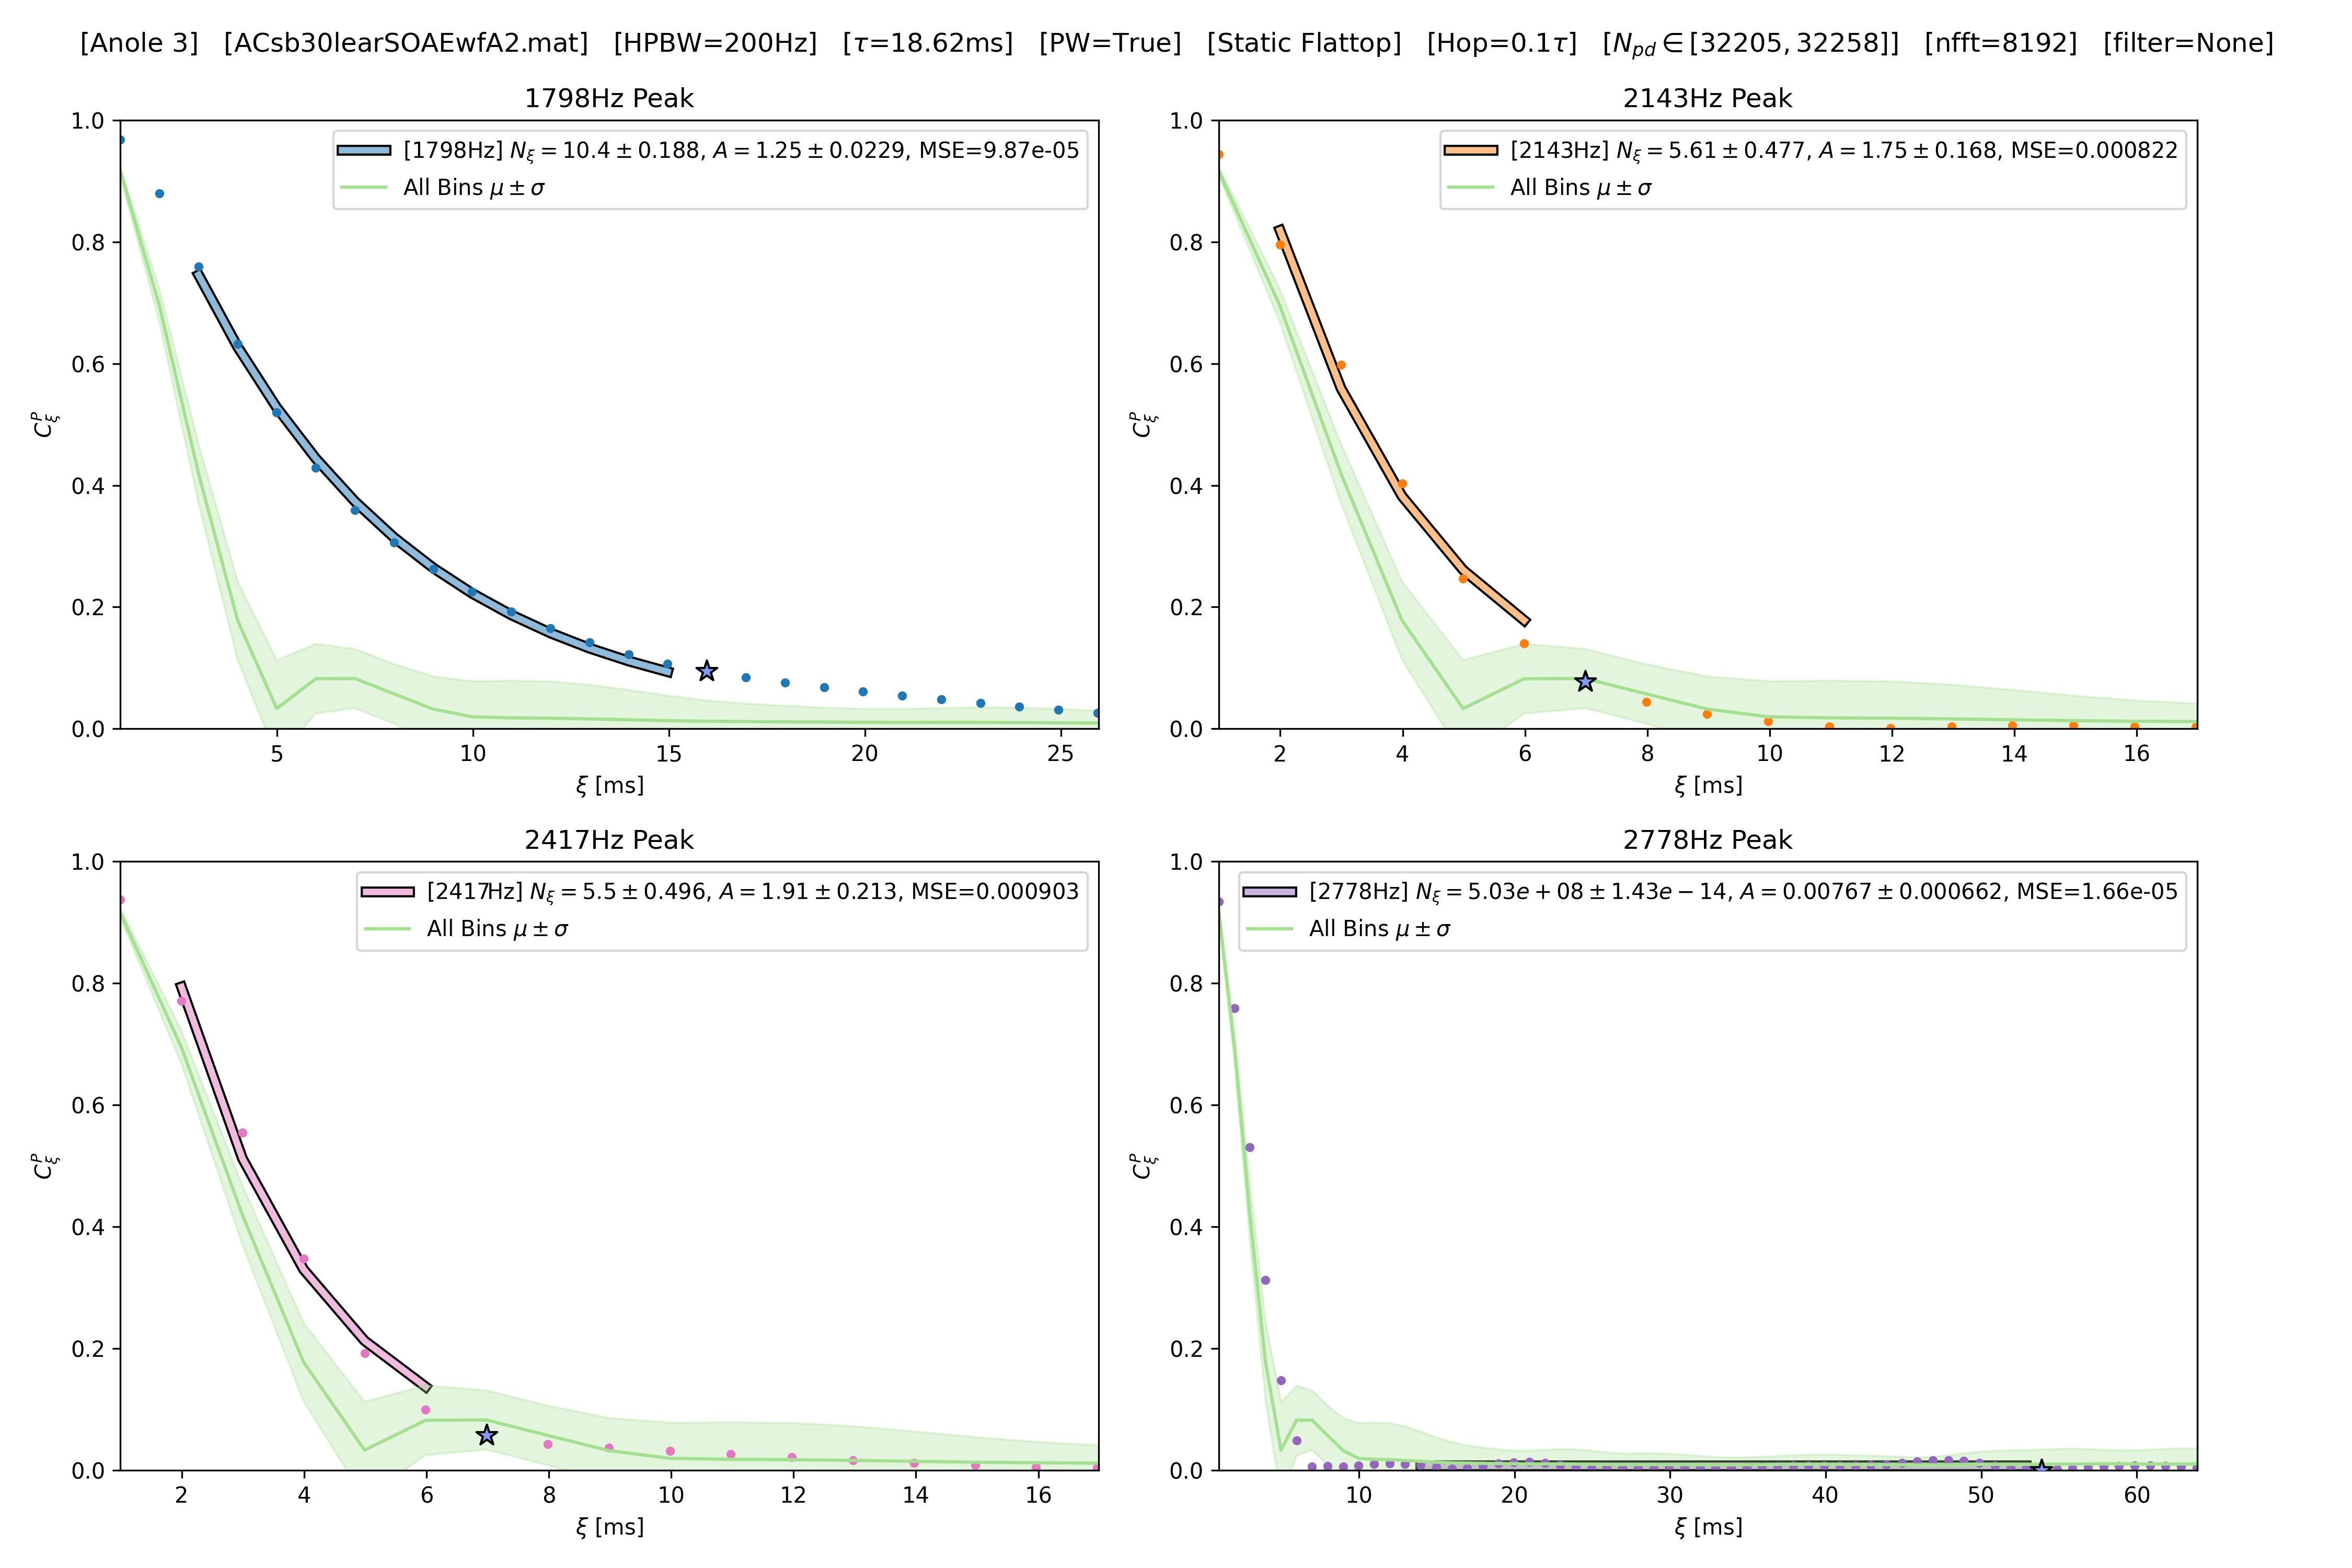 [Anole 3] [ACsb30learSOAEwfA2.mat] [HPBW=200Hz] [τ=18.62ms] [PW=True] [Static Flattop] [Hop=0.1τ] [N_pd ∈ [32205, 32258]] [nfft=8192] [filter=None]
1798Hz Peak
[1798Hz] N_ξ = 10.4 ± 0.188, A = 1.25 ± 0.0229, MSE=9.87e-05
All Bins μ ± σ
1.0
0.8
0.6
0.4
0.2
0.0
C_ξ^P
5 10 15 20 25
ξ [ms]
2143Hz Peak
[2143Hz] N_ξ = 5.61 ± 0.477, A = 1.75 ± 0.168, MSE=0.000822
All Bins μ ± σ
1.0
0.8
0.6
0.4
0.2
0.0
C_ξ^P
2 4 6 8 10 12 14 16
ξ [ms]
2417Hz Peak
[2417Hz] N_ξ = 5.5 ± 0.496, A = 1.91 ± 0.213, MSE=0.000903
All Bins μ ± σ
1.0
0.8
0.6
0.4
0.2
0.0
C_ξ^P
2 4 6 8 10 12 14 16
ξ [ms]
2778Hz Peak
[2778Hz] N_ξ = 5.03e + 08 ± 1.43e − 14, A = 0.00767 ± 0.000662, MSE=1.66e-05
All Bins μ ± σ
1.0
0.8
0.6
0.4
0.2
0.0
C_ξ^P
10 20 30 40 50 60
ξ [ms]